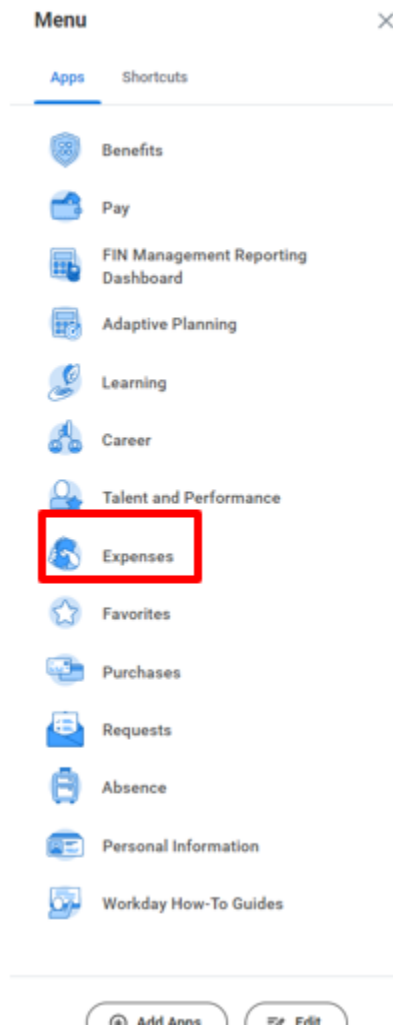 Menu
Apps
Shortcuts
Benefits
Pay
FIN Management Reporting
Dashboard
Adaptive Planning
Learning
Career
Talent and Performance
Expenses
Favorites
Purchases
Requests
Absence
Personal Information
Workday How-To Guides
Add Apps
Edit